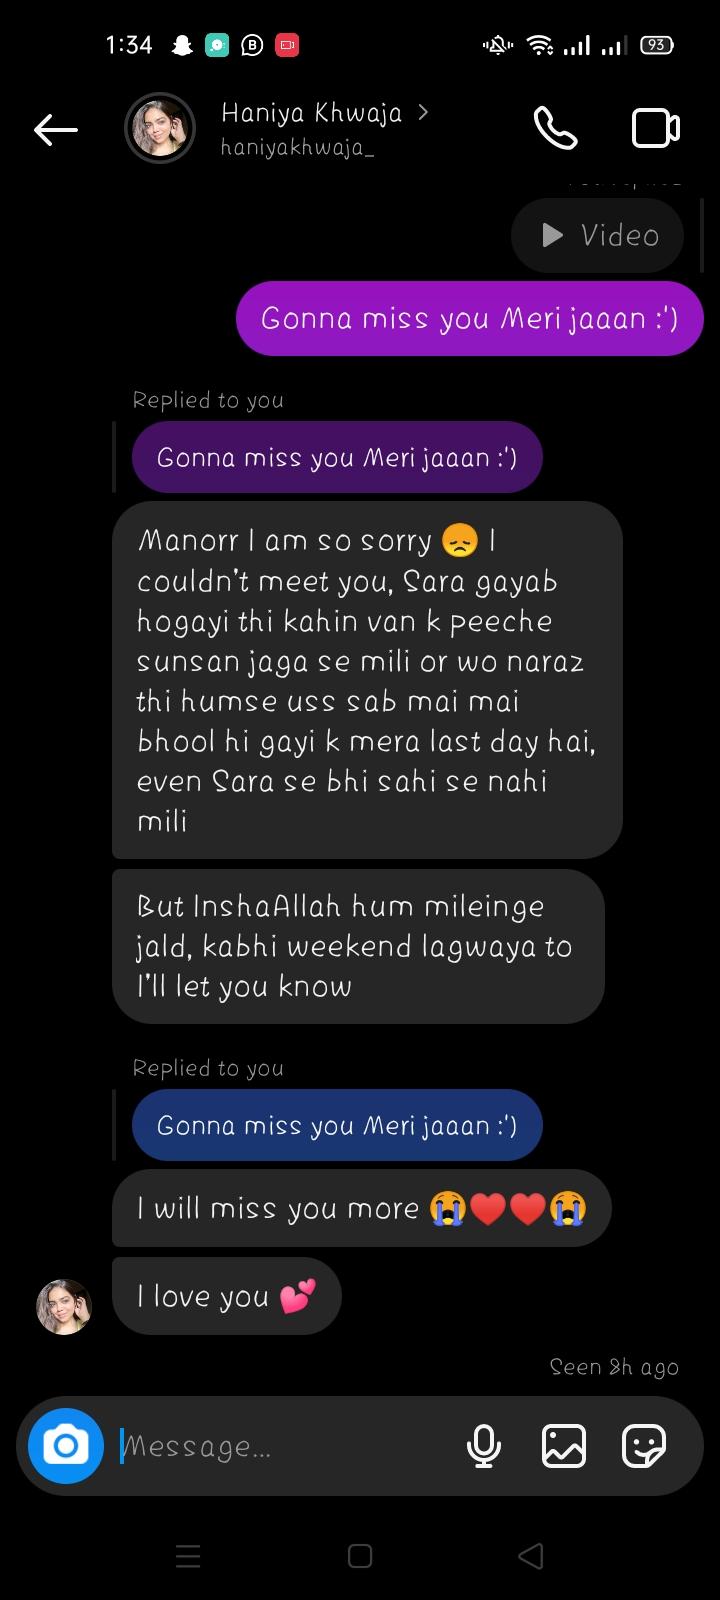 1:34
B
93
Haniya Khwaja
haniyakhwaja_
Video
Gonna miss you Meri jaaan :')
Replied to you
Gonna miss you Meri jaaan :')
Manorr I am so sorry 😞 I
couldn't meet you, Sara gayab
hogayi thi kahin van k peeche
sunsan jaga se mili or wo naraz
thi humse uss sab mai mai
bhool hi gayi k mera last day hai,
even Sara se bhi sahi se nahi
mili
But InshaAllah hum mileinge
jald, kabhi weekend lagwaya to
I'll let you know
Replied to you
Gonna miss you Meri jaaan :')
I will miss you more 😭❤️❤️😭
I love you 💕
Seen 8h ago
Message...